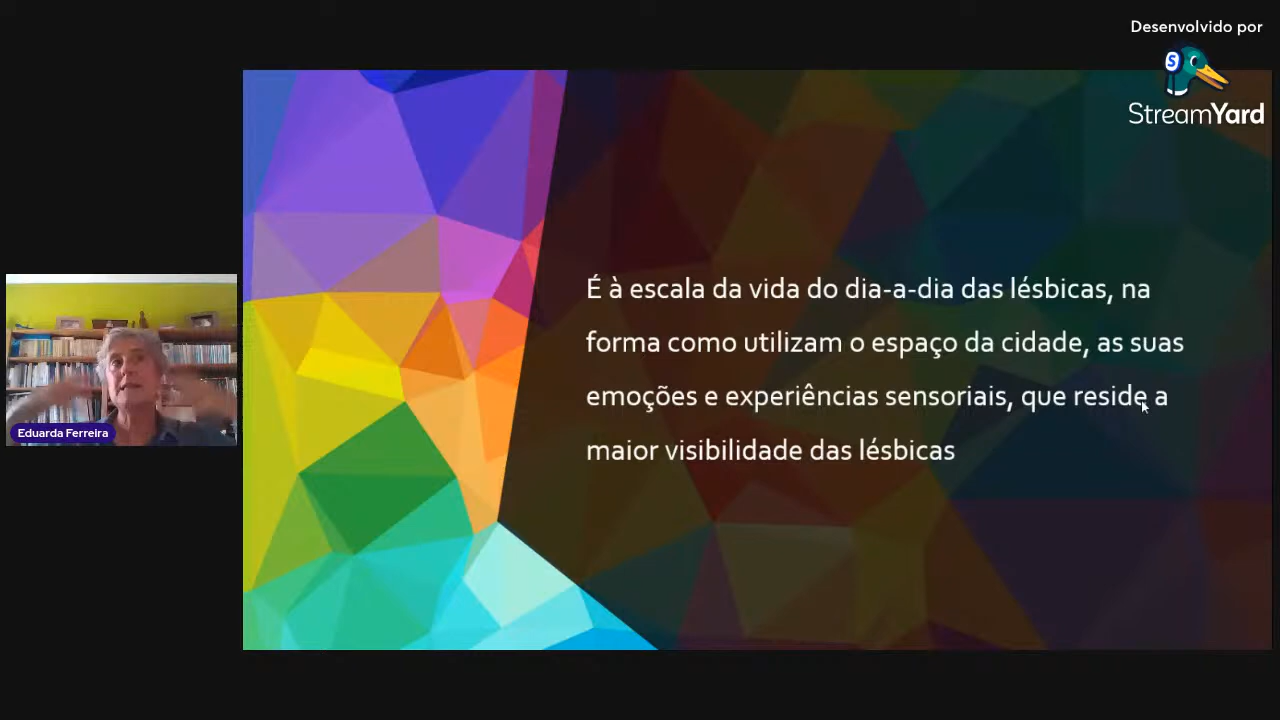 Desenvolvido por
S
StreamYard
É à escala da vida do dia-a-dia das lésbicas, na
forma como utilizam o espaço da cidade, as suas
emoções e experiências sensoriais, que reside a
maior visibilidade das lésbicas
Eduarda Ferreira